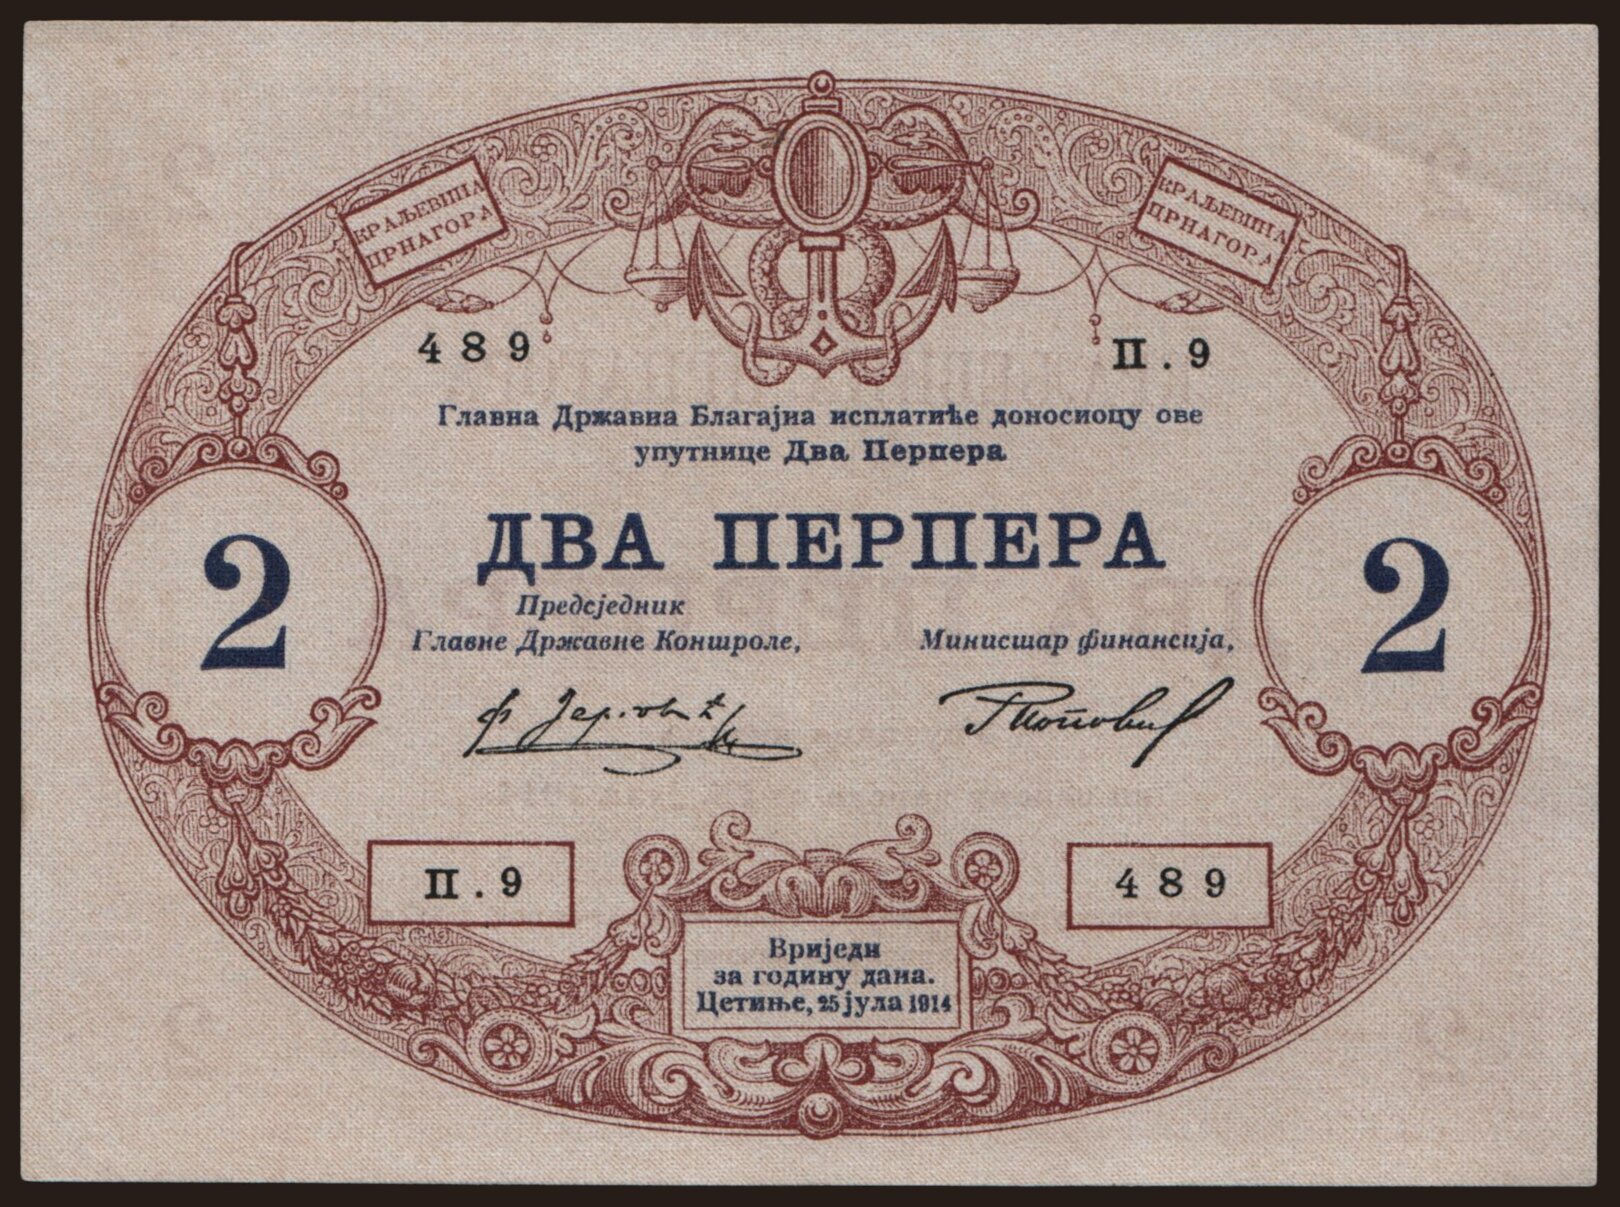 КРАЉЕВИНА
ЦРНАГОРА
КРАЉЕВИНА
ЦРНАГОРА
489
П.9
Главна Државна Благајна исплатиће доносиоцу ове
упутнице Два Перпера
ДВА ПЕРПЕРА
2
2
Предсједник
Главне Државне Контроле,
Министар финансија,
П.9
489
Вриједи
за годину дана.
Цетиње, 25 јула 1914